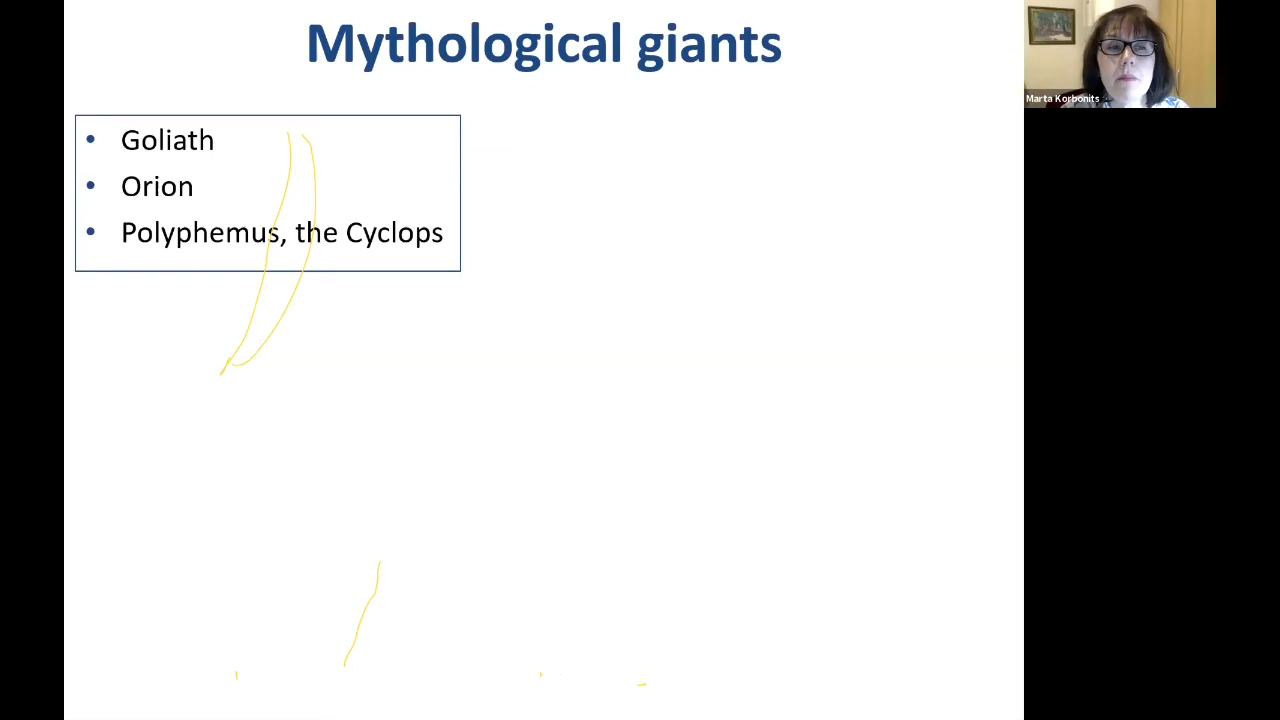 Mythological giants
Marta Korbonits
• Goliath
• Orion
• Polyphemus, the Cyclops